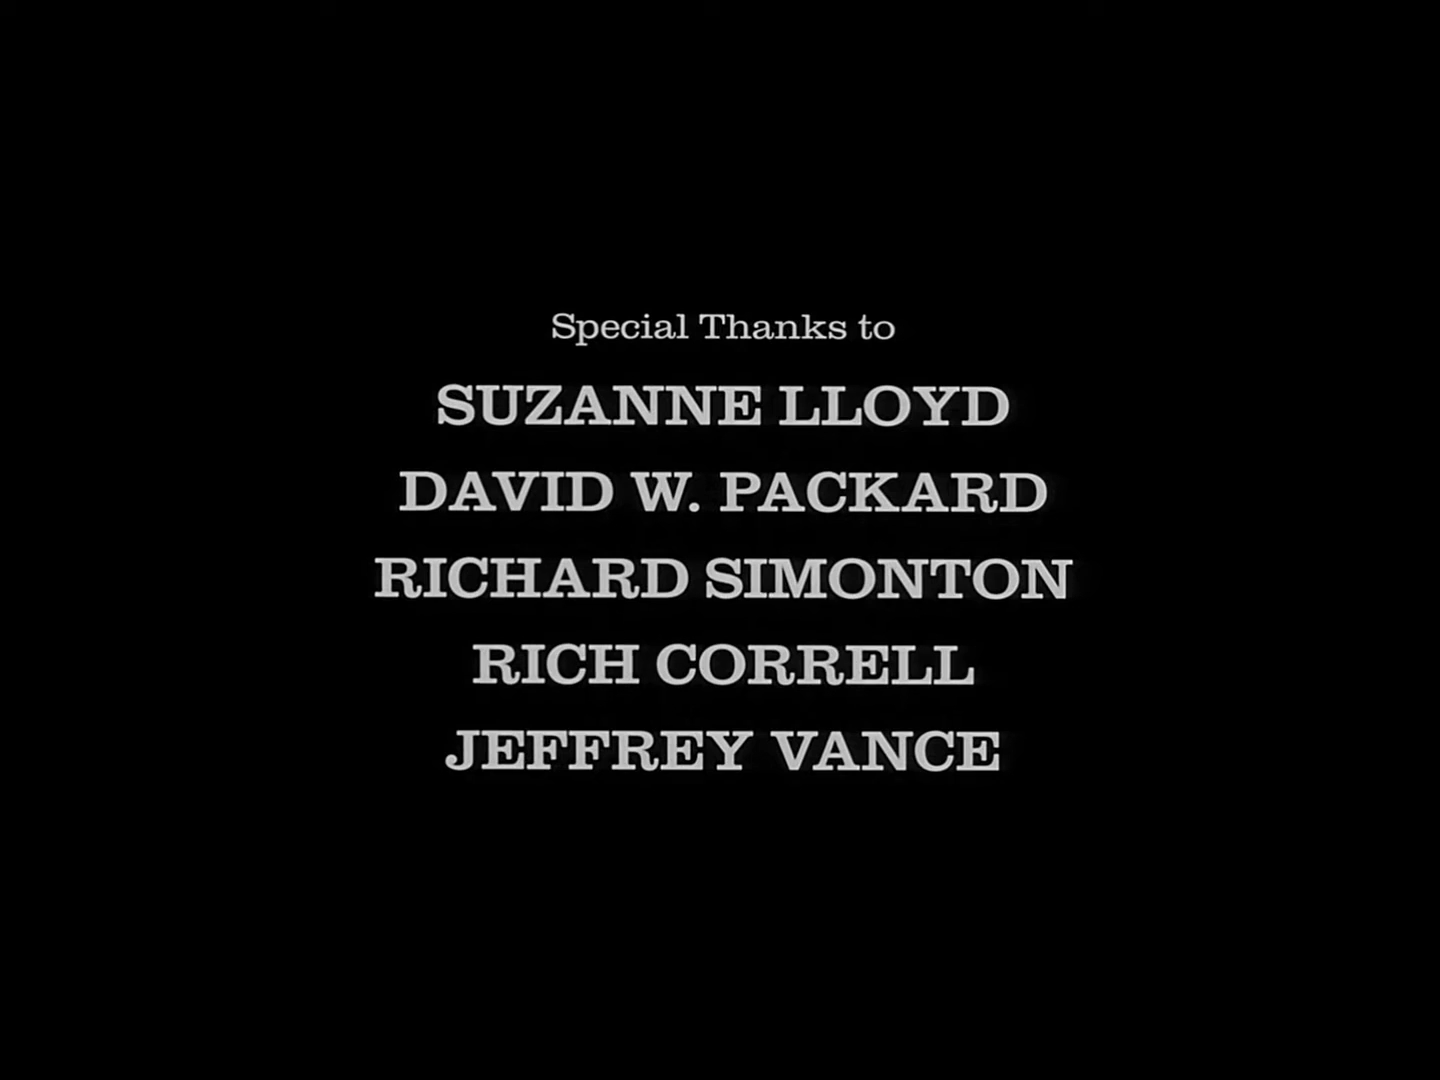 Special Thanks to
SUZANNE LLOYD
DAVID W. PACKARD
RICHARD SIMONTON
RICH CORRELL
JEFFREY VANCE